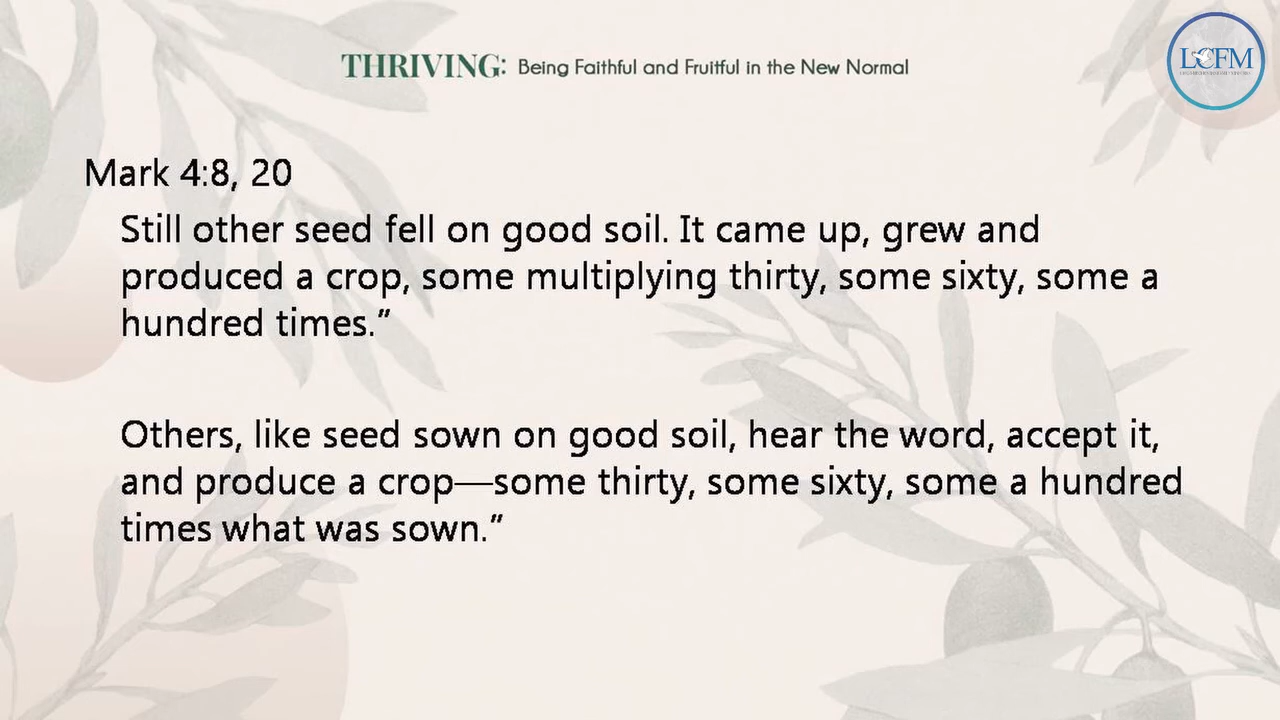 THRIVING: Being Faithful and Fruitful in the New Normal
LCFM
Mark 4:8, 20
Still other seed fell on good soil. It came up, grew and
produced a crop, some multiplying thirty, some sixty, some a
hundred times.”
Others, like seed sown on good soil, hear the word, accept it,
and produce a crop—some thirty, some sixty, some a hundred
times what was sown.”